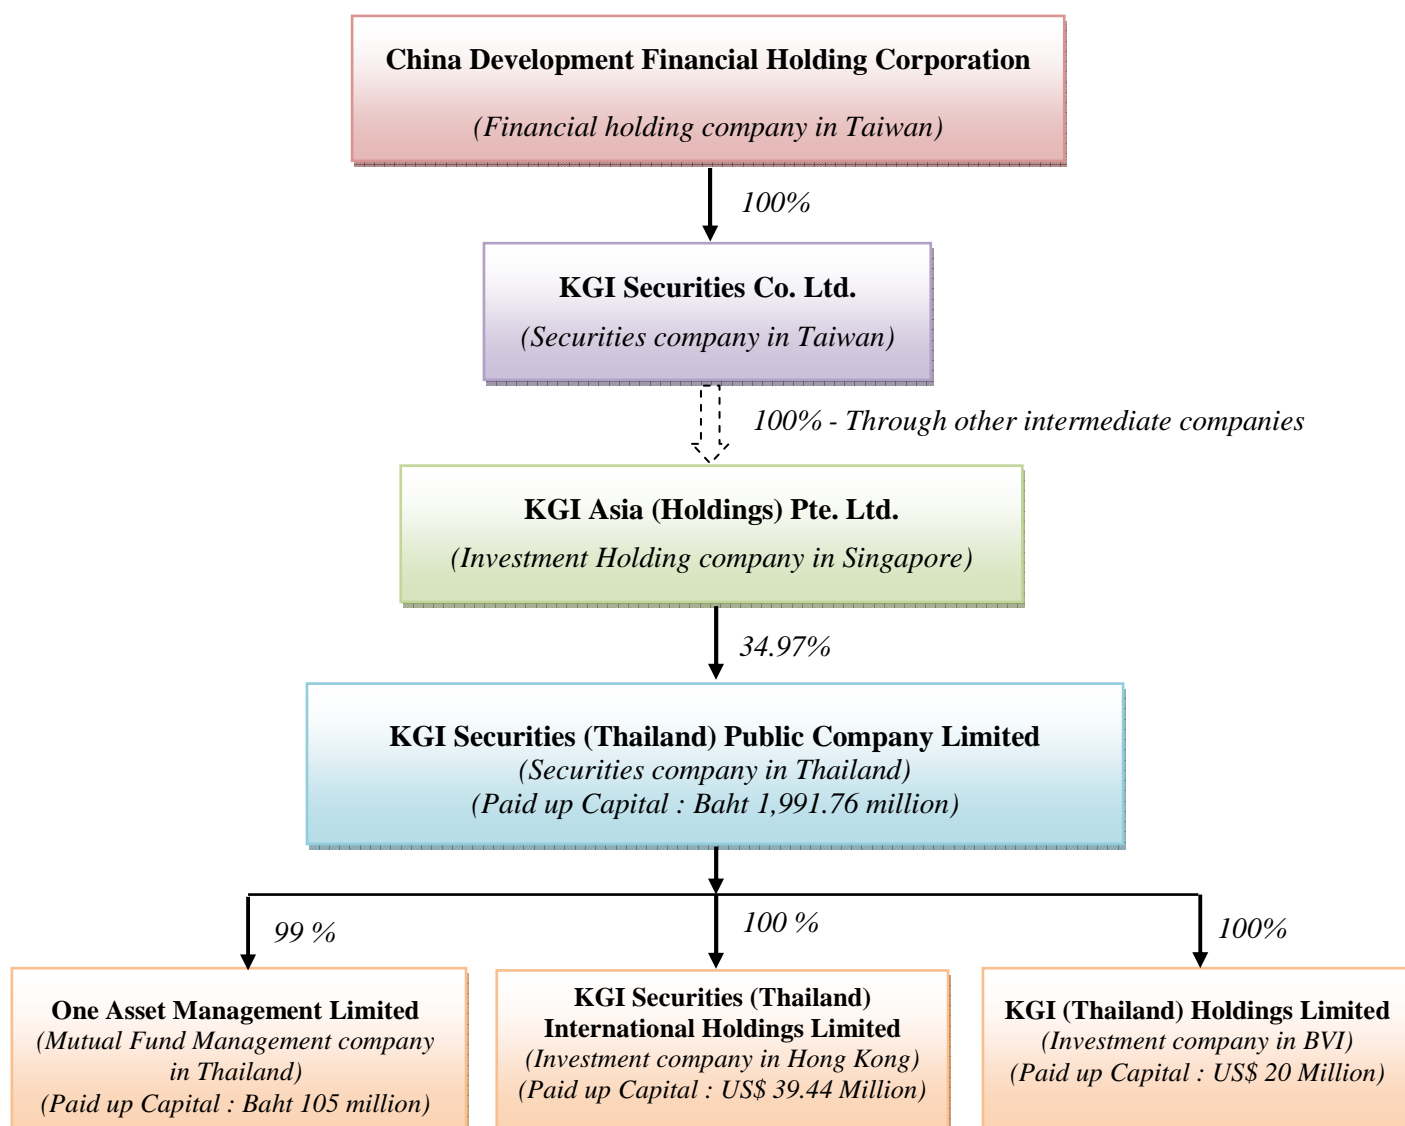 China Development Financial Holding Corporation
(Financial holding company in Taiwan)
100%
KGI Securities Co. Ltd.
(Securities company in Taiwan)
100% - Through other intermediate companies
KGI Asia (Holdings) Pte. Ltd.
(Investment Holding company in Singapore)
34.97%
KGI Securities (Thailand) Public Company Limited
(Securities company in Thailand)
(Paid up Capital : Baht 1,991.76 million)
99 %
100 %
100%
One Asset Management Limited
(Mutual Fund Management company
in Thailand)
(Paid up Capital : Baht 105 million)
KGI Securities (Thailand)
International Holdings Limited
(Investment company in Hong Kong)
(Paid up Capital : US$ 39.44 Million)
KGI (Thailand) Holdings Limited
(Investment company in BVI)
(Paid up Capital : US$ 20 Million)